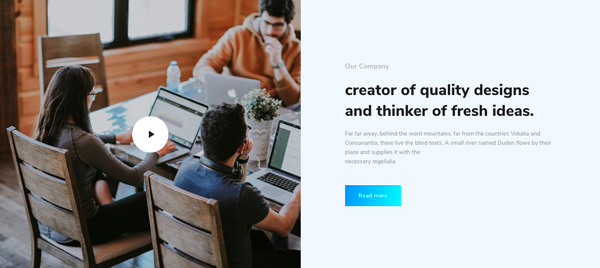 Our Company
creator of quality designs
and thinker of fresh ideas.
Far far away, behind the word mountains, far from the countries Vokalia and
Consonantia, there live the blind texts. A small river named Duden flows by their
place and supplies it with the
necessary regelialia
Read more